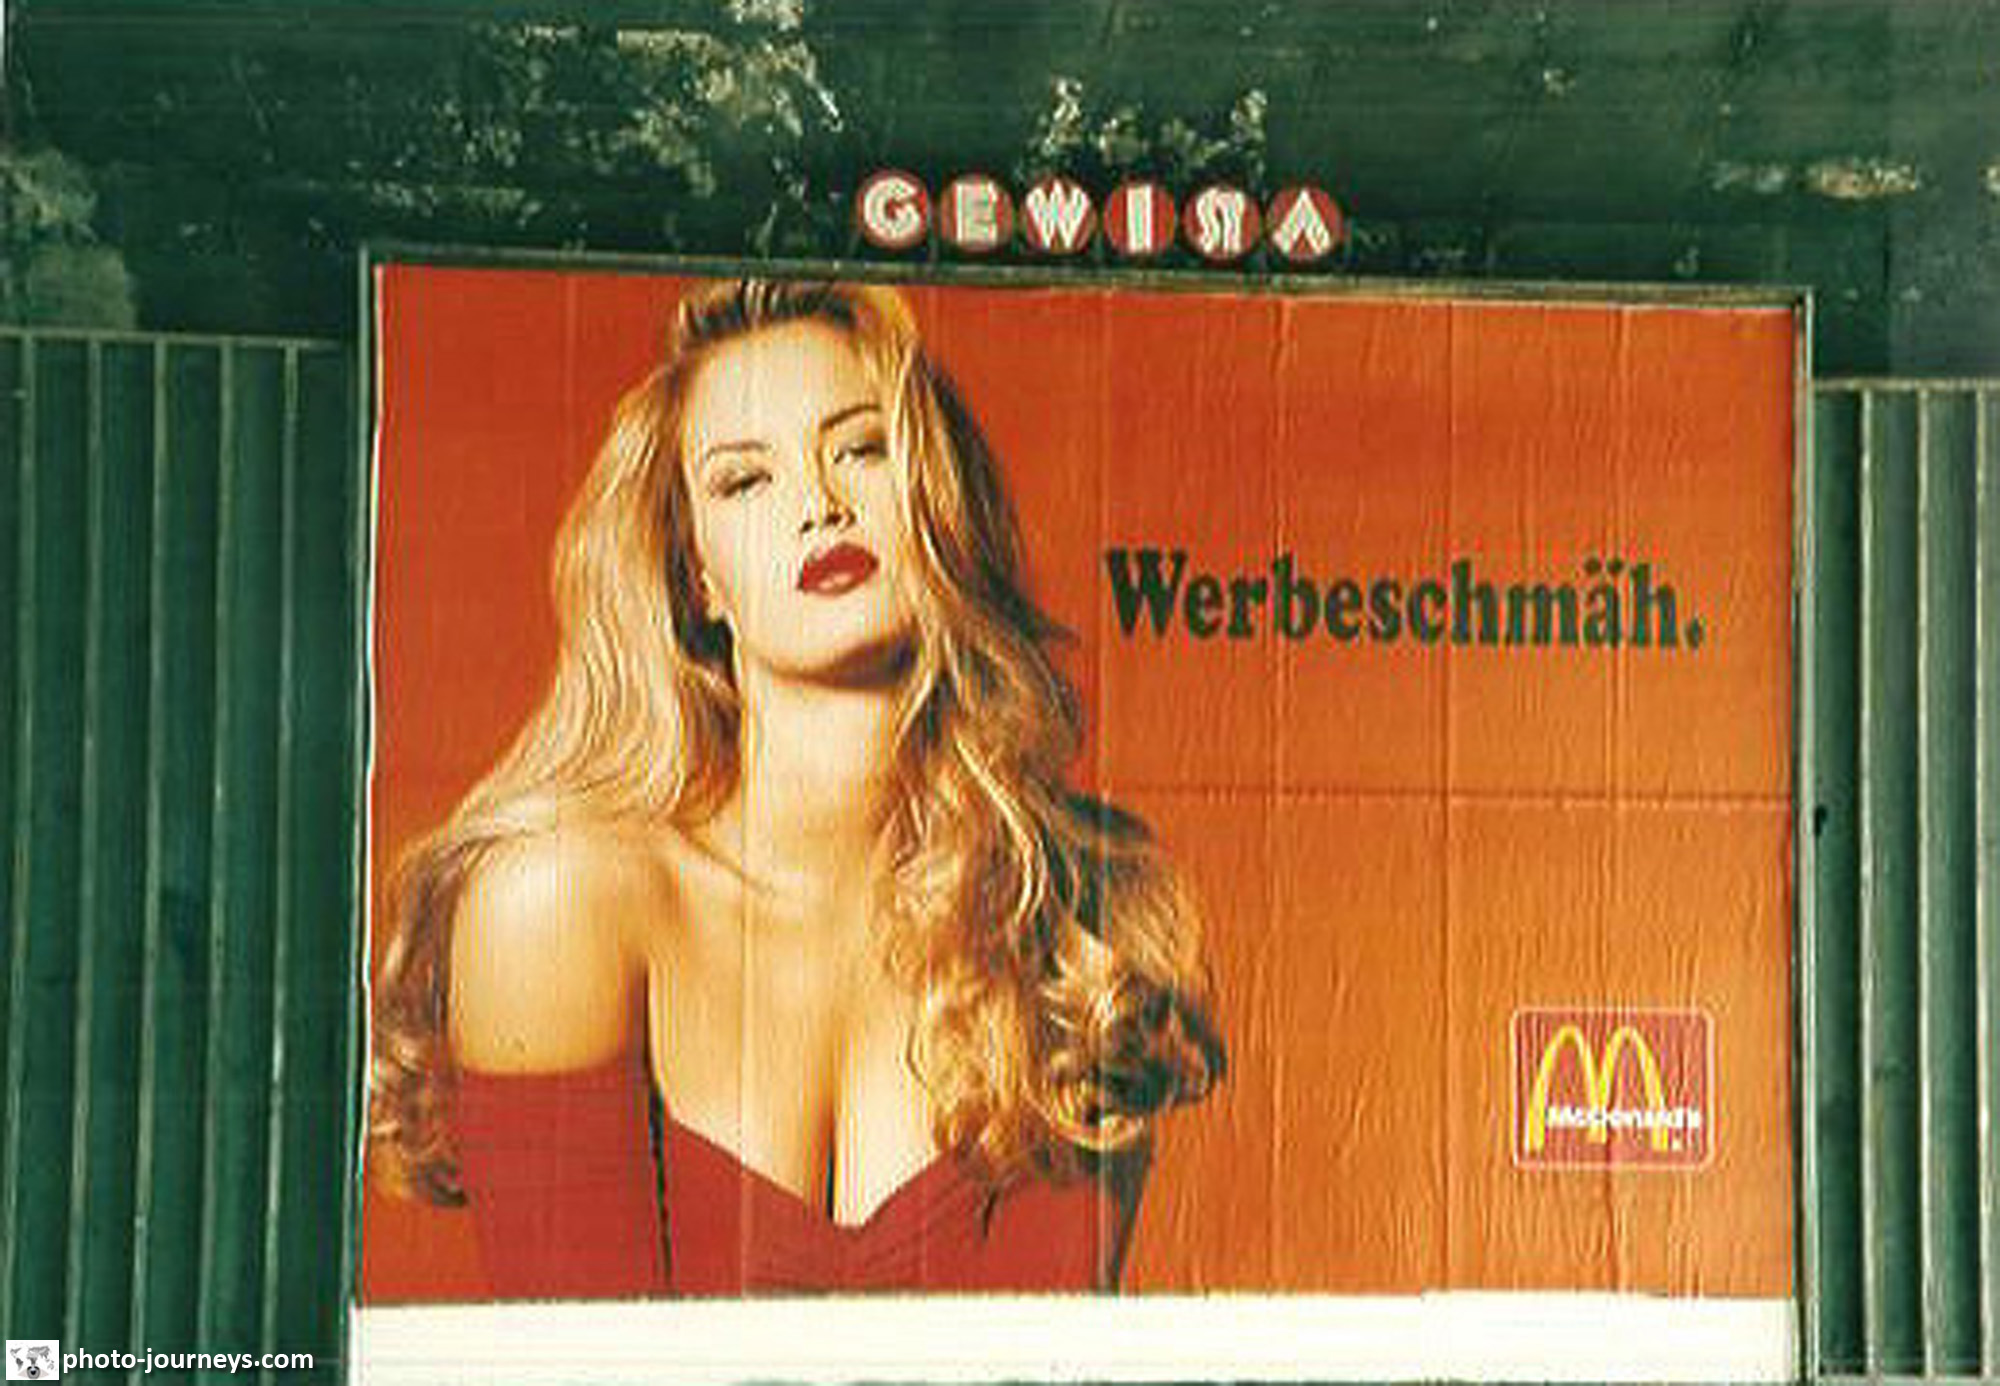 GEWISTA
Werbeschmäh.
McDonald's
photo-journeys.com